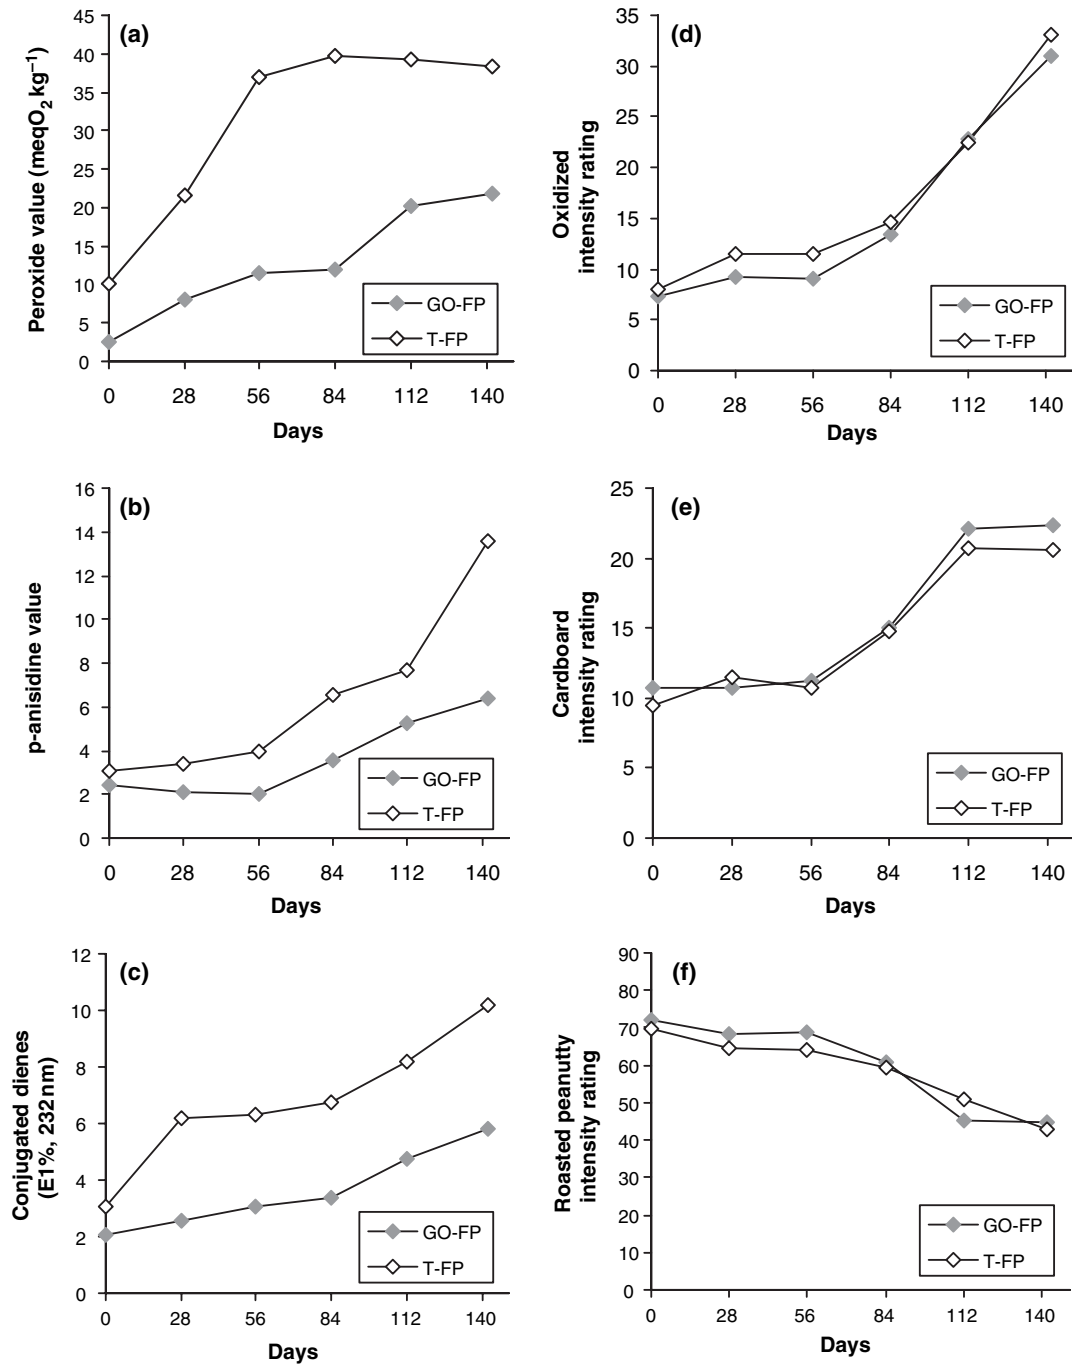 (a)
Peroxide value (meqO₂ kg⁻¹)
45
40
35
30
25
20
15
10
5
0
0 28 56 84 112 140
Days
GO-FP
T-FP
(d)
Oxidized
intensity rating
35
30
25
20
15
10
5
0
0 28 56 84 112 140
Days
GO-FP
T-FP
(b)
p-anisidine value
16
14
12
10
8
6
4
2
0
0 28 56 84 112 140
Days
GO-FP
T-FP
(e)
Cardboard
intensity rating
25
20
15
10
5
0
0 28 56 84 112 140
Days
GO-FP
T-FP
(c)
Conjugated dienes
(E1%, 232nm)
12
10
8
6
4
2
0
0 28 56 84 112 140
Days
GO-FP
T-FP
(f)
Roasted peanutty
intensity rating
90
80
70
60
50
40
30
20
10
0
0 28 56 84 112 140
Days
GO-FP
T-FP